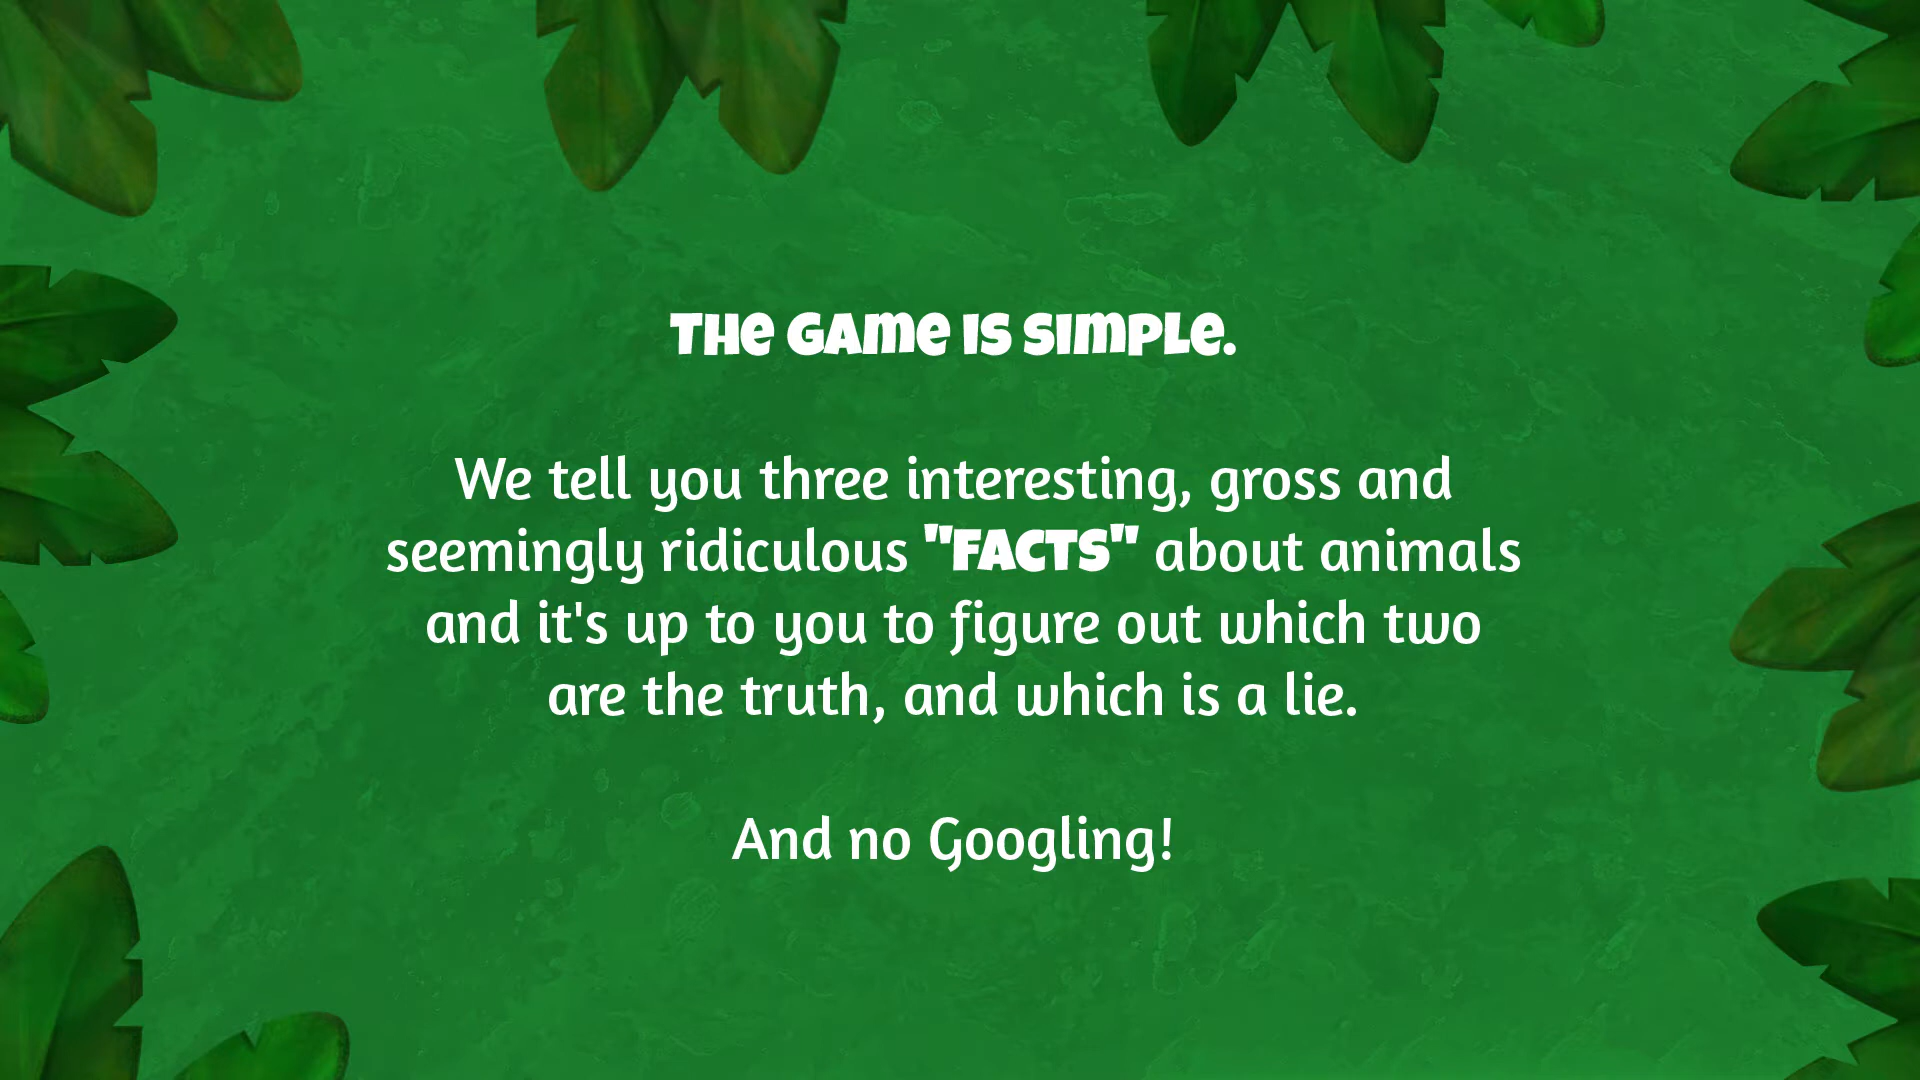 THE GAME IS SIMPLE.
We tell you three interesting, gross and
seemingly ridiculous "FACTS" about animals
and it's up to you to figure out which two
are the truth, and which is a lie.
And no Googling!